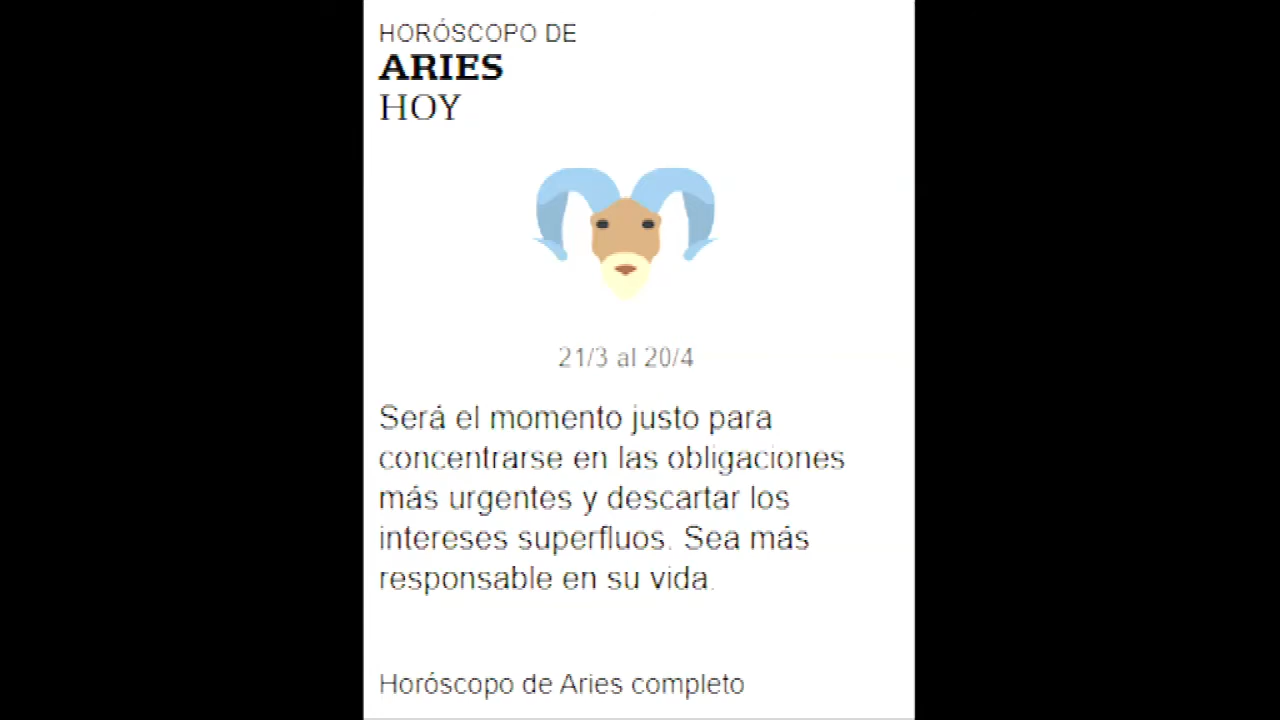 HORÓSCOPO DE
ARIES
HOY
21/3 al 20/4
Será el momento justo para
concentrarse en las obligaciones
más urgentes y descartar los
intereses superfluos. Sea más
responsable en su vida.
Horóscopo de Aries completo